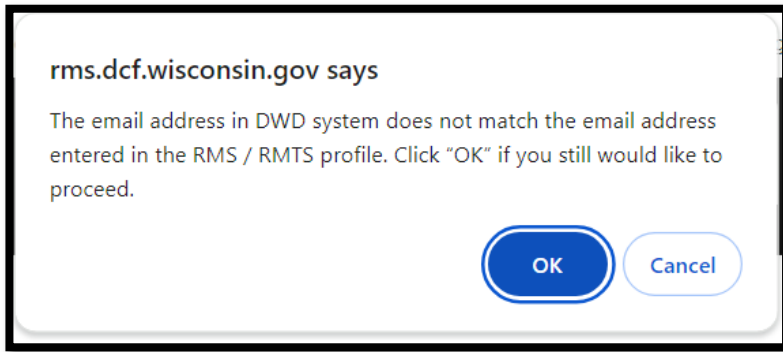 rms.dcf.wisconsin.gov says
The email address in DWD system does not match the email address
entered in the RMS / RMTS profile. Click “OK” if you still would like to
proceed.
OK
Cancel